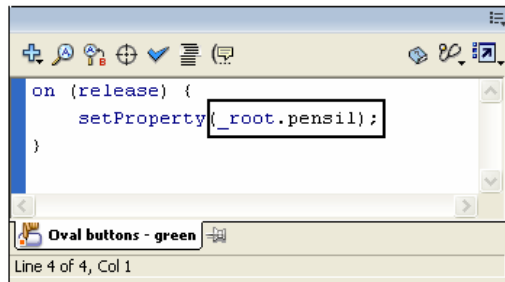 on (release) {
setProperty(_root.pensil);
}
Oval buttons - green
Line 4 of 4, Col 1